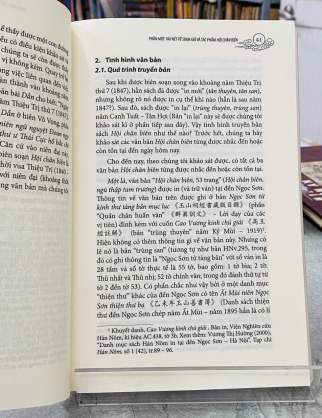 PHẦN MỘT: VÀI NÉT VỀ SOẠN GIẢ VÀ TÁC PHẨM HỘI CHÂN BIÊN
41
2. Tình hình văn bản
2.1. Quá trình truyền bản
Sau khi được biên soạn xong vào khoảng năm Thiệu Trị
thứ 7 (1847), hẳn sách đã được "in mới" (tân thuyên, tân san),
nhưng không rõ nó được in cụ thể khi nào (hẳn là sau năm
1847?). Sau đó, sách được "in lại" (trùng thuyên, trùng san)
năm Canh Tuất – Tân Hợi (bản "in lại" này sẽ được chúng tôi
khảo sát kĩ ở phần tiếp sau đây). Vậy tình hình truyền bản
sách Hội chân biên như thế nào? Trước hết, chúng ta hãy
khảo sát các văn bản Hội chân biên từng được nhắc đến hoặc
còn tồn tại đến ngày hôm nay.
Cho đến nay, theo chúng tôi khảo sát được, có tất cả ba
văn bản Hội chân biên từng được nhắc đến hoặc còn tồn tại.
Một là, văn bản "Hội chân biên, 53 trang" (Hội chân biên,
ngũ thập tam trương) được in (và trữ ván) tại đền Ngọc Sơn.
Thông tin về văn bản trên được ghi ở bản Ngọc Sơn từ
kinh thư tàng bản mục lục 《玉山祠經書藏板目錄》 (phần
"Quần chân huấn văn" 《群眞訓文》 – Lời dạy của các
vị tiên) đính kèm với cuốn Cao Vương kinh chú giải 《高王
經註解》 (bản "trùng thuyên" năm Kỷ Mùi – 1919)¹.
Hiện không có thêm thông tin gì về văn bản này. Nhưng có
lẽ nó là bản "trùng san" (tương tự như bản HNv.295, trong
đó có ghi thông tin là "Ngọc Sơn từ tàng bản" với số ván in là
28 tấm và số tờ thực tế là 55 tờ, bao gồm: 1 tờ bìa; 2 tờ
Thủ nhất và Thủ nhị; 52 tờ chính văn; trong đó đánh thứ tự từ
tờ 2 đến tờ 53). Có phần chắc như vậy bởi ở một danh mục
"thiện thư" khác của đền Ngọc Sơn có tên Ất Mùi niên Ngọc
Sơn thiện thư bạ 《乙未年玉山善書簿》 (Danh sách thiện
thư đền Ngọc Sơn chép năm Ất Mùi – năm 1895 hẳn là có lí
¹ Khuyết danh, Cao Vương kinh chú giải, Bản in, Viện Nghiên cứu
Hán Nôm, kí hiệu AC.438, tờ 3b. Xem thêm: Vương Thị Hường (2000),
"Danh mục sách Hán Nôm in tại đền Ngọc Sơn – Hà Nội", Tạp chí
Hán Nôm, số 1 (42), tr.89 – 96.